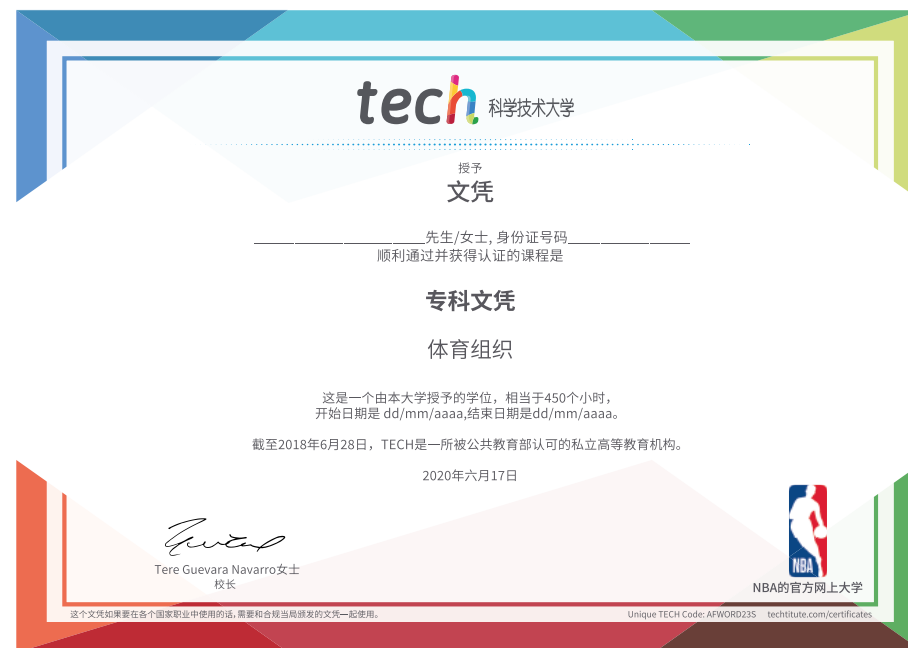 tech 科学技术大学
授予
文凭
______________________先生/女士, 身份证号码________________
顺利通过并获得认证的课程是
专科文凭
体育组织
这是一个由本大学授予的学位，相当于450个小时，
开始日期是 dd/mm/aaaa,结束日期是dd/mm/aaaa。
截至2018年6月28日，TECH是一所被公共教育部认可的私立高等教育机构。
2020年六月17日
Tere Guevara Navarro女士
校长
NBA
NBA的官方网上大学
这个文凭如果要在各个国家职业中使用的话,需要和合规当局颁发的文凭一起使用。
Unique TECH Code: AFWORD23S techtitute.com/certificates